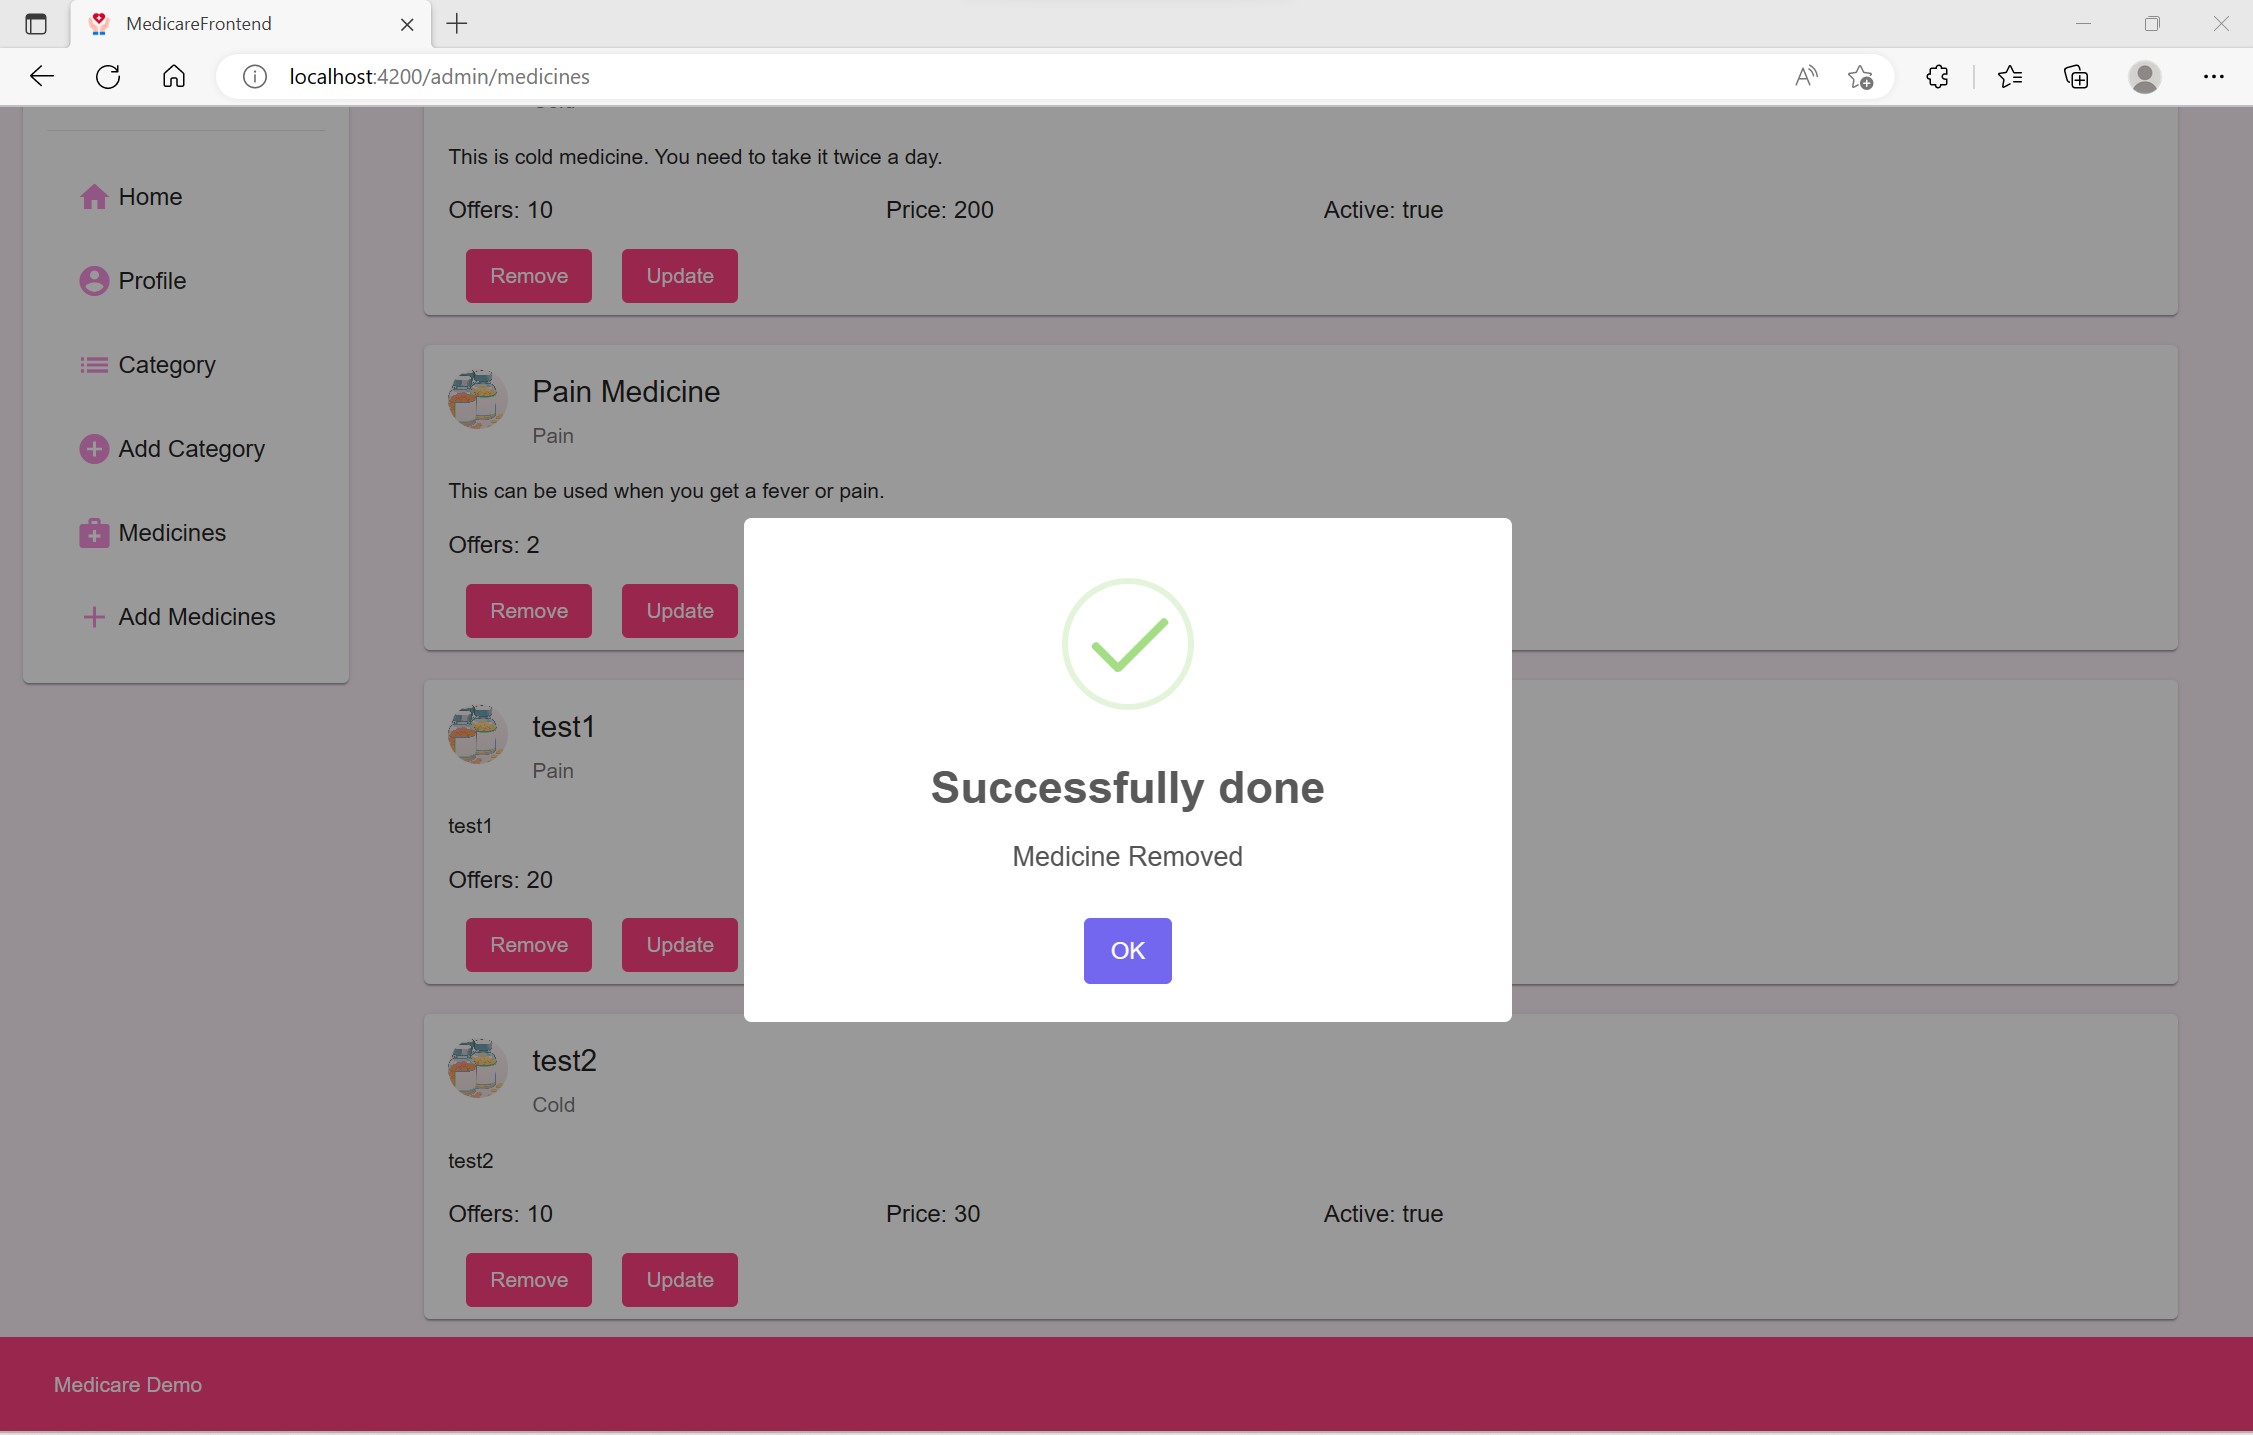 MedicareFrontend
localhost:4200/admin/medicines
Home
Profile
Category
Add Category
Medicines
Add Medicines
This is cold medicine. You need to take it twice a day.
Offers: 10 Price: 200 Active: true
Remove Update
Pain Medicine
Pain
This can be used when you get a fever or pain.
Offers: 2
Remove Update
test1
Pain
test1
Offers: 20
Remove Update
Successfully done
Medicine Removed
OK
test2
Cold
test2
Offers: 10 Price: 30 Active: true
Remove Update
Medicare Demo